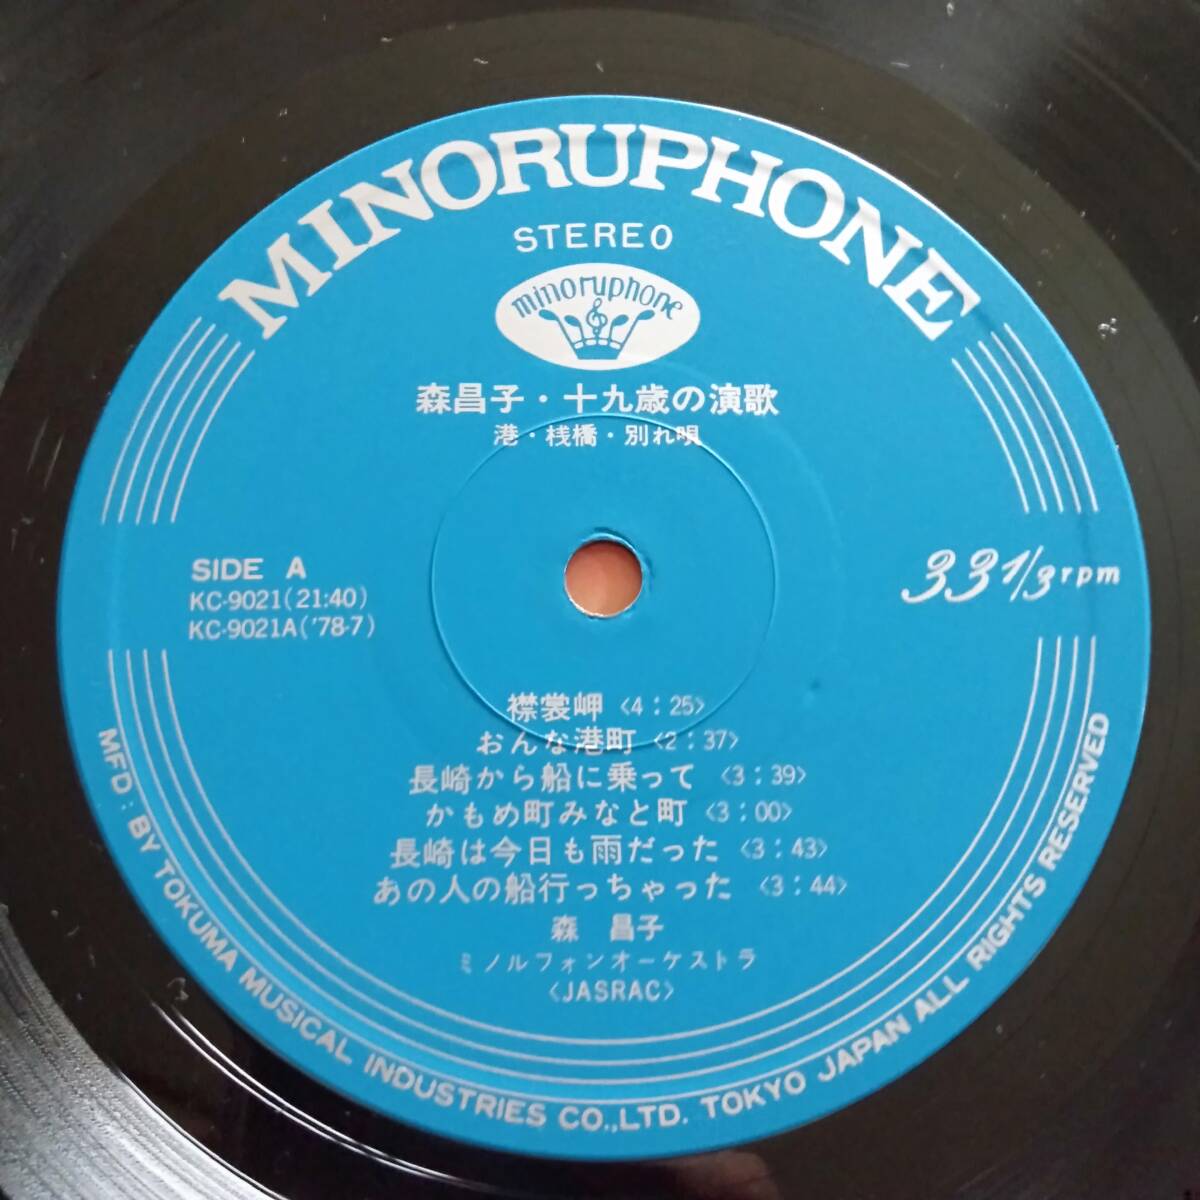 MINORUPHONE
STEREO
minoruphone
森昌子・十九歳の演歌
港・桟橋・別れ唄
SIDE A
KC-9021(21:40)
KC-9021A('78-7)
33 1/3 rpm
襟裳岬 <4:25>
おんな港町 <2:37>
長崎から船に乗って <3:39>
かもめ町みなと町 <3:00>
長崎は今日も雨だった <3:43>
あの人の船行っちゃった <3:44>
森 昌子
ミノルフォンオーケストラ
<JASRAC>
MFD: BY TOKUMA MUSICAL INDUSTRIES CO.,LTD. TOKYO JAPAN ALL RIGHTS RESERVED